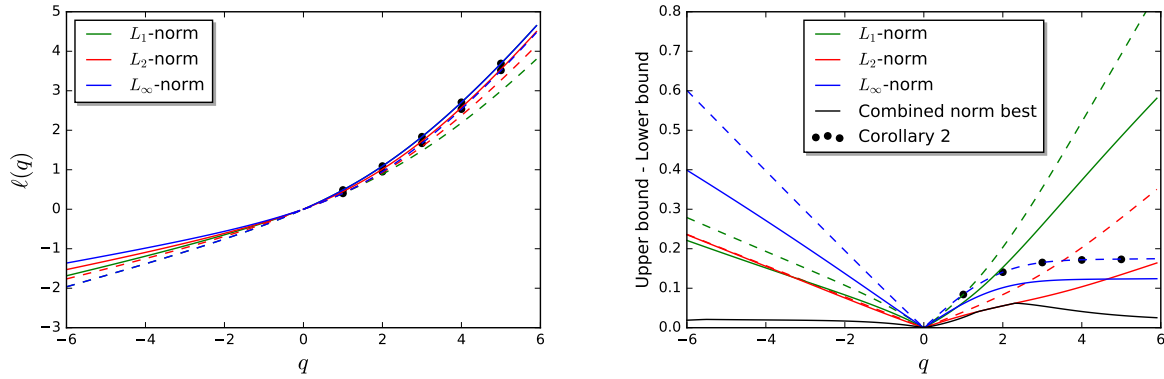 5
4
3
2
1
0
−1
−2
−3
−6 −4 −2 0 2 4 6
q
ℓ(q)
L₁-norm
L₂-norm
L∞-norm
0.8
0.7
0.6
0.5
0.4
0.3
0.2
0.1
0.0
−6 −4 −2 0 2 4 6
q
Upper bound - Lower bound
L₁-norm
L₂-norm
L∞-norm
Combined norm best
Corollary 2